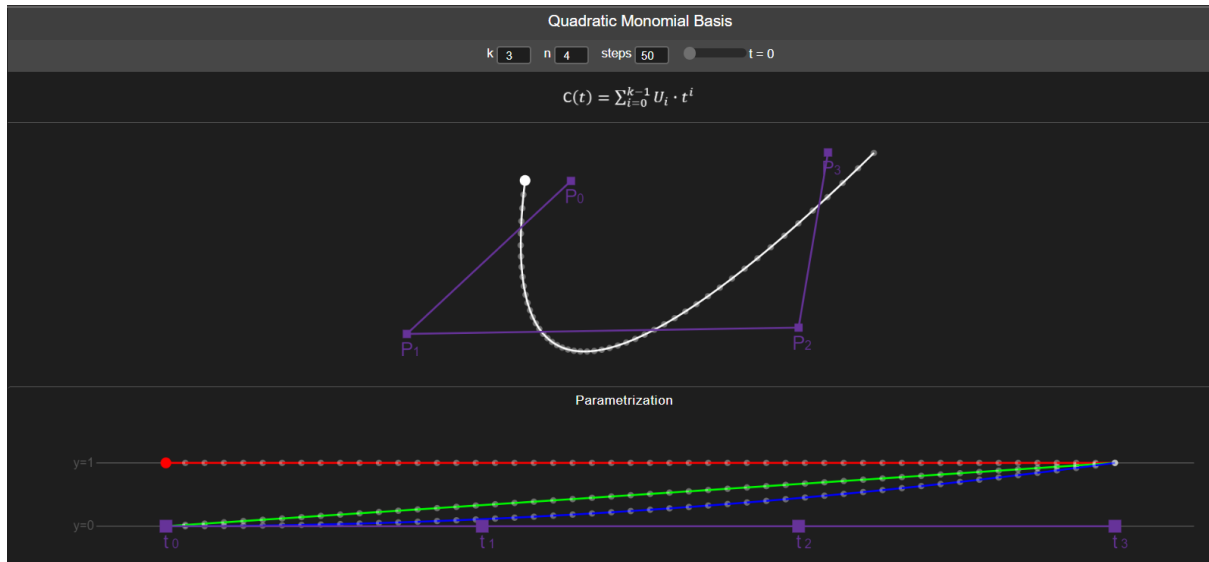 Quadratic Monomial Basis
k 3 n 4 steps 50 t = 0
C(t) = ∑_{i=0}^{k-1} U_i · t^i
P0
P3
P1
P2
Parametrization
y=1
y=0
t0 t1 t2 t3